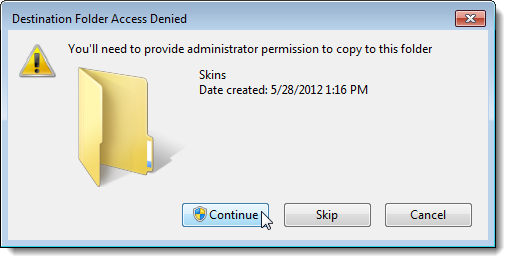 Destination Folder Access Denied
You'll need to provide administrator permission to copy to this folder
Skins
Date created: 5/28/2012 1:16 PM
Continue Skip Cancel